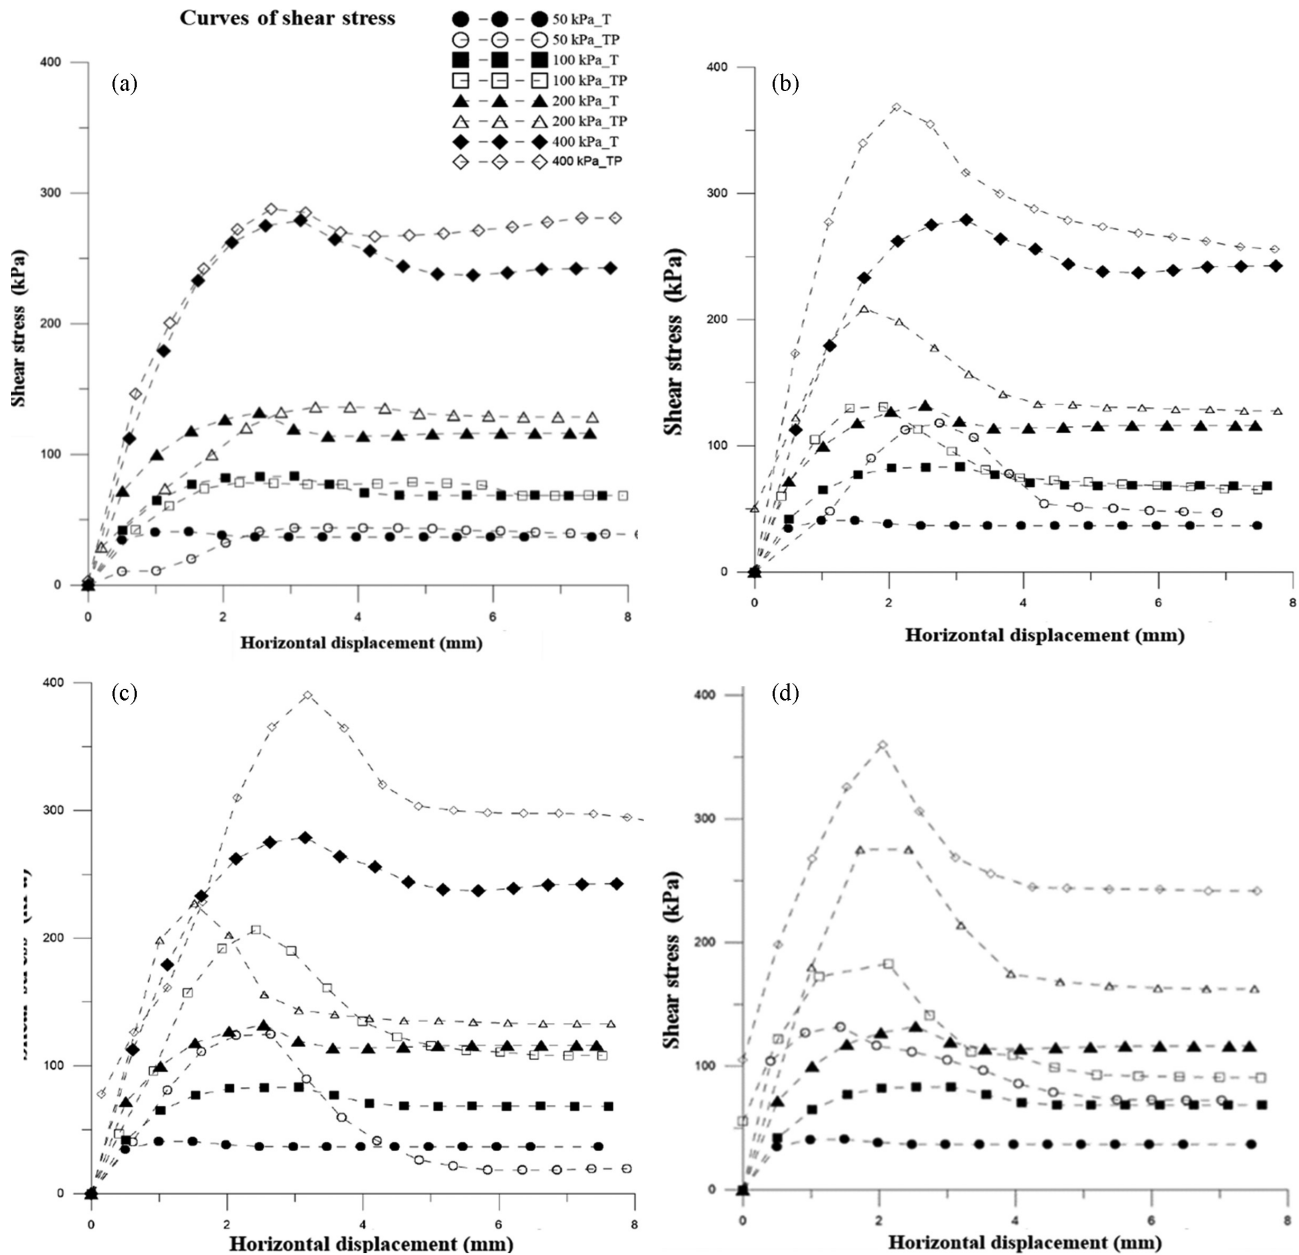 Curves of shear stress
50 kPa_T
50 kPa_TP
100 kPa_T
100 kPa_TP
200 kPa_T
200 kPa_TP
400 kPa_T
400 kPa_TP
(a)
400
300
200
100
0
Shear stress (kPa)
0 2 4 6 8
Horizontal displacement (mm)
(b)
400
300
200
100
0
Shear stress (kPa)
0 2 4 6 8
Horizontal displacement (mm)
(c)
400
300
200
100
0
0 2 4 6 8
Horizontal displacement (mm)
(d)
400
300
200
100
0
Shear stress (kPa)
0 2 4 6 8
Horizontal displacement (mm)